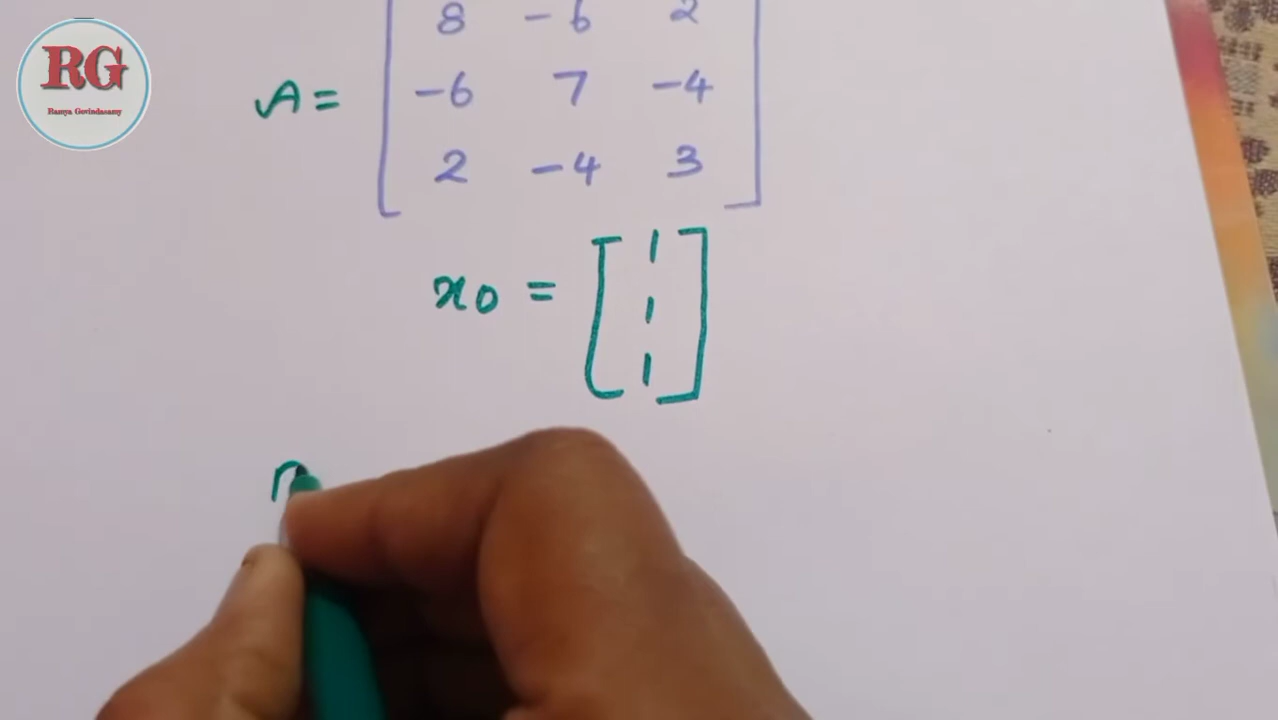 RG
Ramya Govindasamy
8 -6 2
A = -6 7 -4
2 -4 3
x0 = [1
1
1]